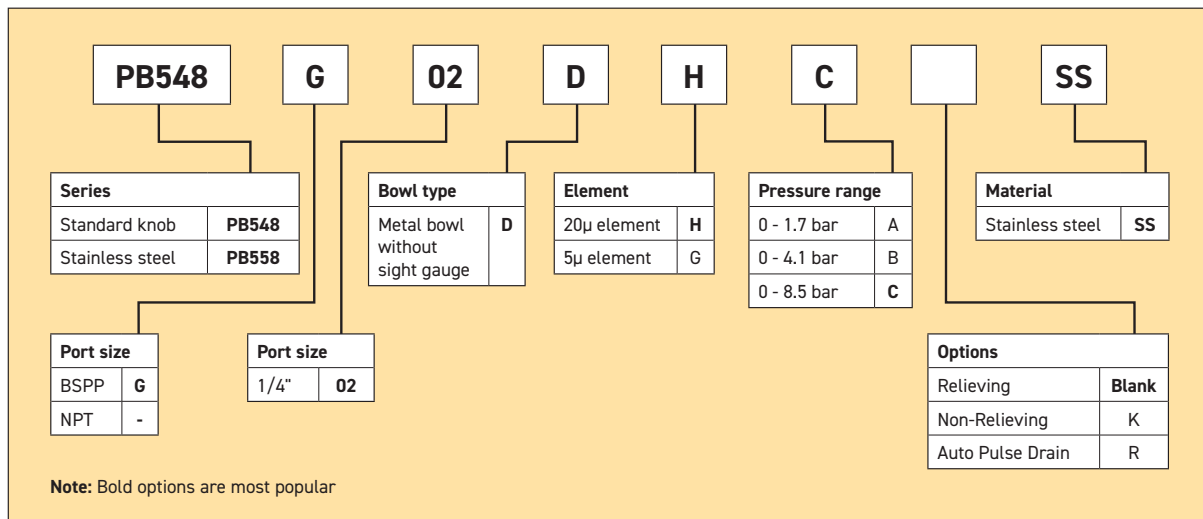 PB548 G 02 D H C SS
Series
Standard knob PB548
Stainless steel PB558
Bowl type
Metal bowl D
without
sight gauge
Element
20µ element H
5µ element G
Pressure range
0 - 1.7 bar A
0 - 4.1 bar B
0 - 8.5 bar C
Material
Stainless steel SS
Port size
BSPP G
NPT -
Port size
1/4" 02
Options
Relieving Blank
Non-Relieving K
Auto Pulse Drain R
Note: Bold options are most popular